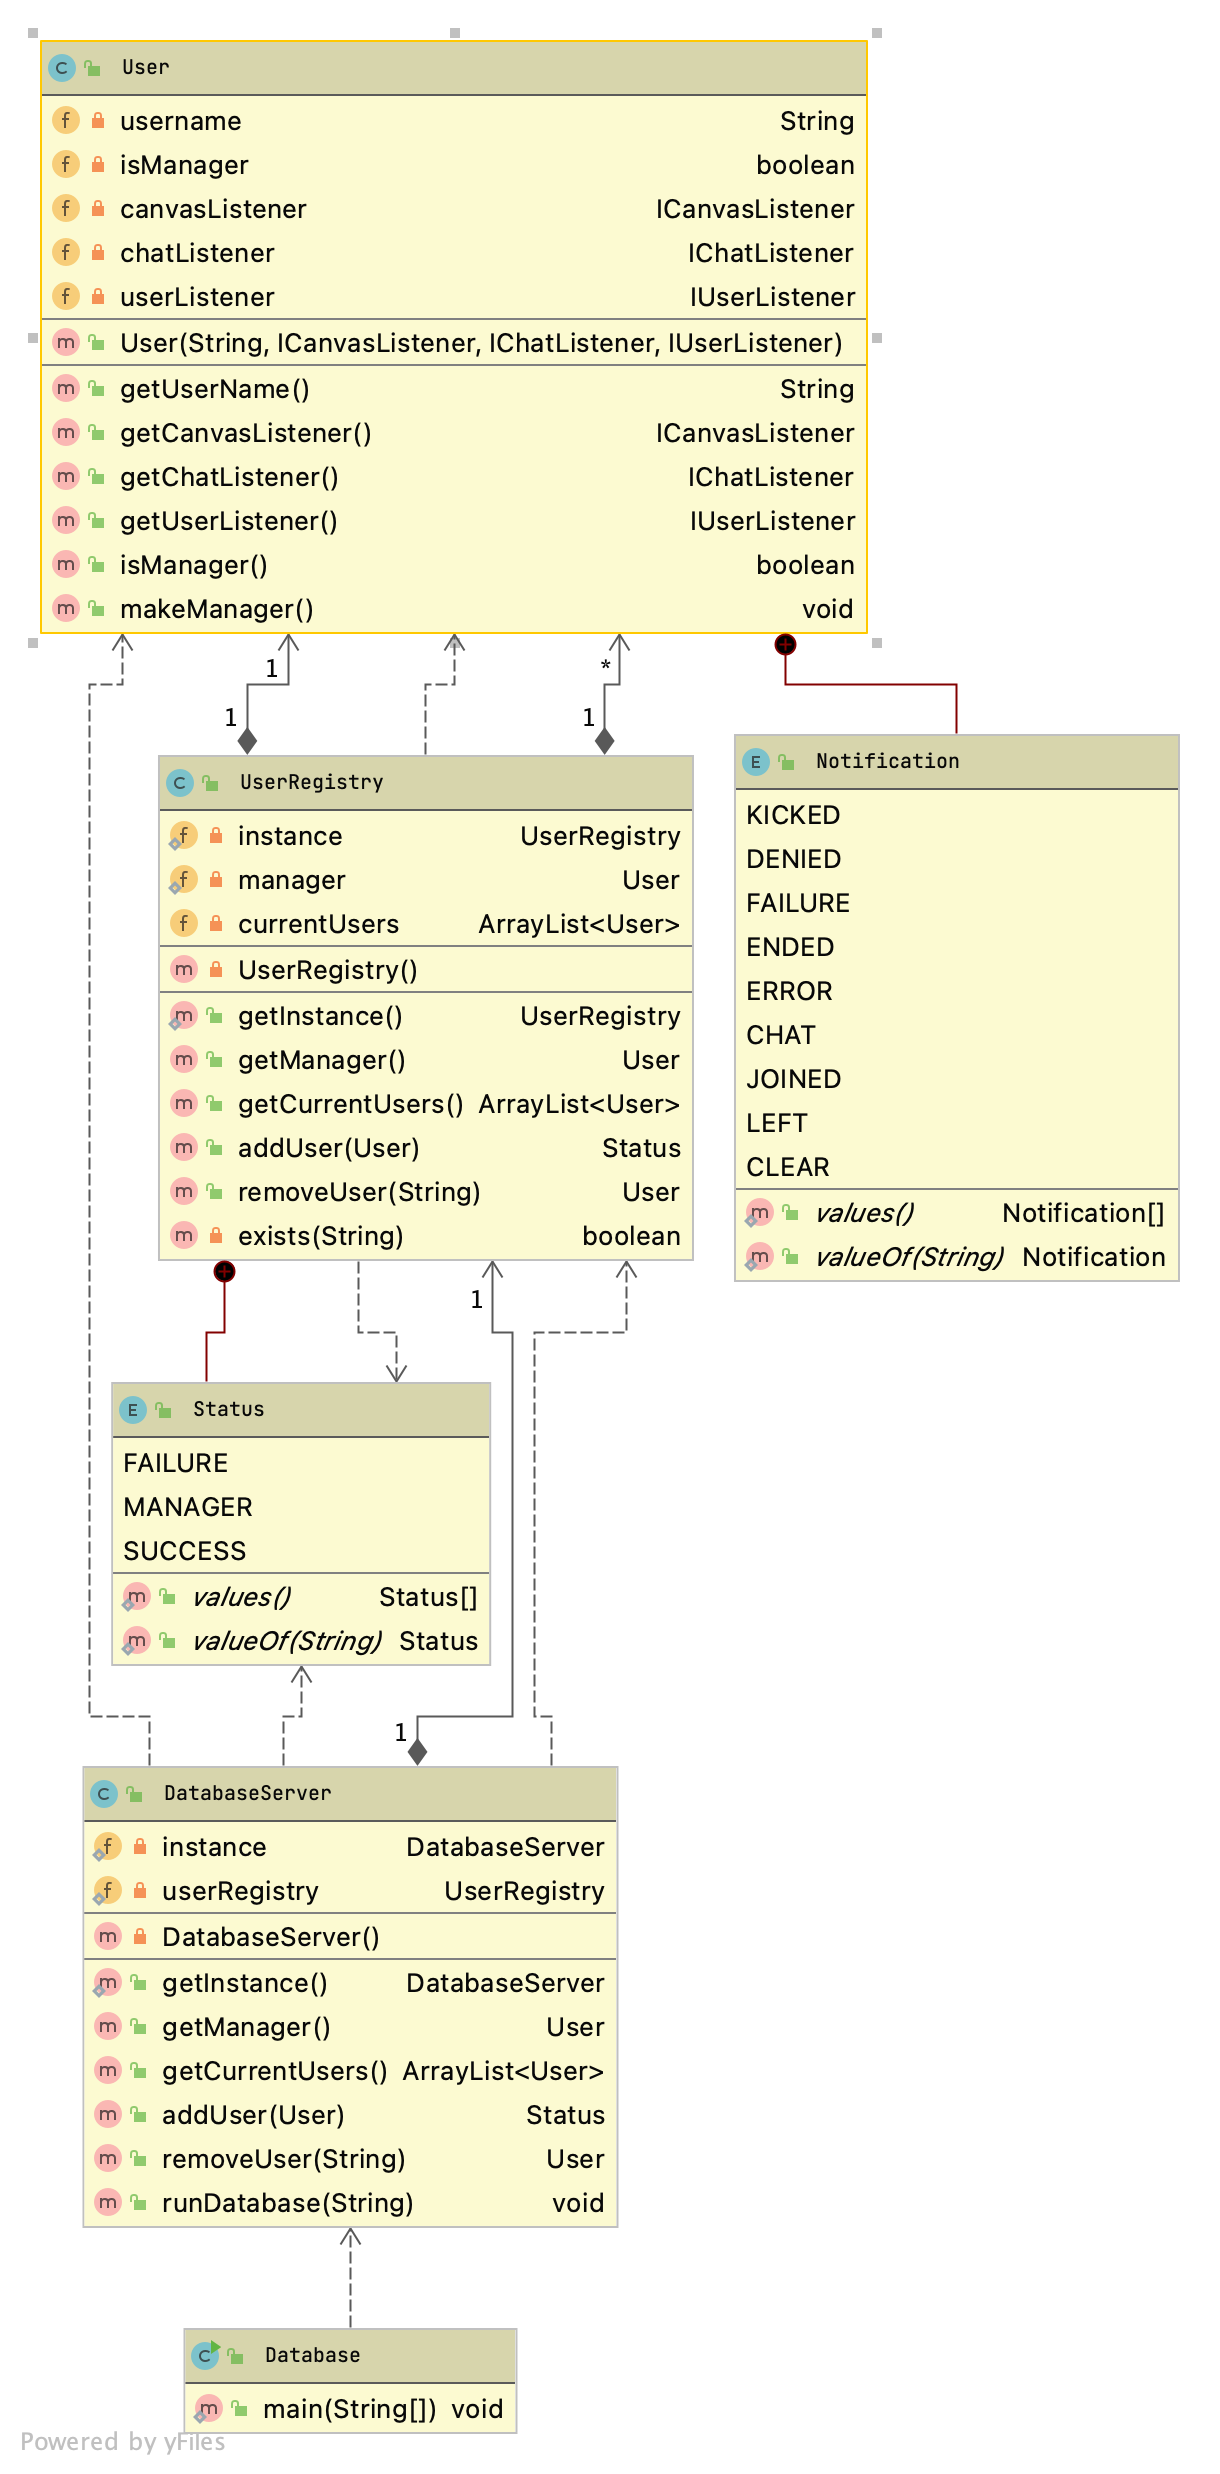 User
username String
isManager boolean
canvasListener ICanvasListener
chatListener IChatListener
userListener IUserListener
User(String, ICanvasListener, IChatListener, IUserListener)
getUserName() String
getCanvasListener() ICanvasListener
getChatListener() IChatListener
getUserListener() IUserListener
isManager() boolean
makeManager() void
1
*
1
1
UserRegistry
instance UserRegistry
manager User
currentUsers ArrayList<User>
UserRegistry()
getInstance() UserRegistry
getManager() User
getCurrentUsers() ArrayList<User>
addUser(User) Status
removeUser(String) User
exists(String) boolean
Notification
KICKED
DENIED
FAILURE
ENDED
ERROR
CHAT
JOINED
LEFT
CLEAR
values() Notification[]
valueOf(String) Notification
1
Status
FAILURE
MANAGER
SUCCESS
values() Status[]
valueOf(String) Status
1
DatabaseServer
instance DatabaseServer
userRegistry UserRegistry
DatabaseServer()
getInstance() DatabaseServer
getManager() User
getCurrentUsers() ArrayList<User>
addUser(User) Status
removeUser(String) User
runDatabase(String) void
Database
main(String[]) void
Powered by yFiles